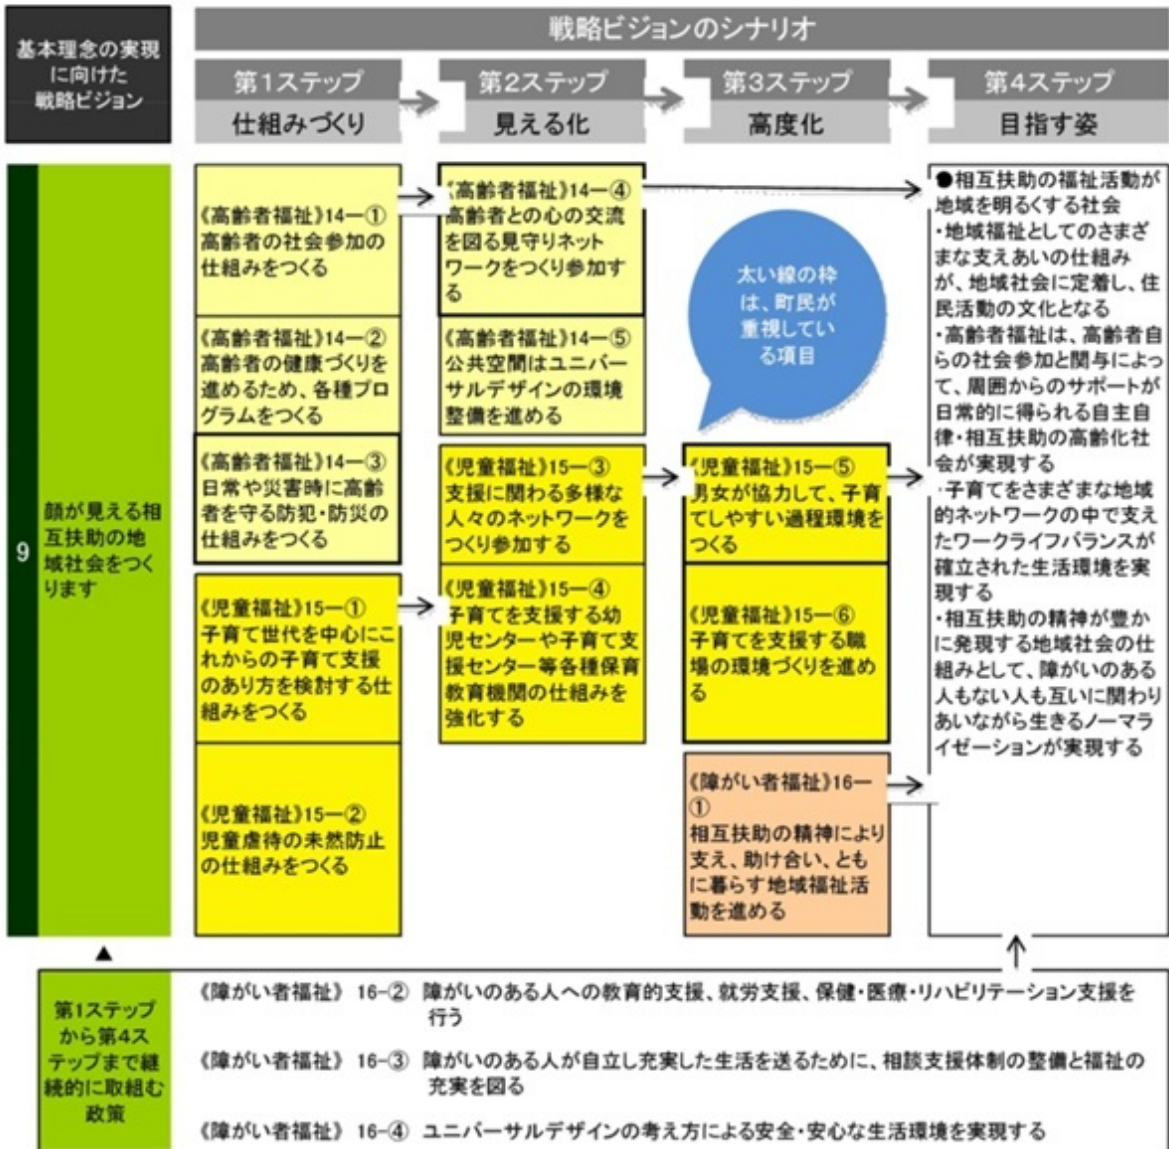 基本理念の実現
に向けた
戦略ビジョン
戦略ビジョンのシナリオ
第1ステップ
仕組みづくり
第2ステップ
見える化
第3ステップ
高度化
第4ステップ
目指す姿
9
顔が見える相
互扶助の地
域社会をつく
ります
《高齢者福祉》14－①
高齢者の社会参加の
仕組みをつくる
《高齢者福祉》14－②
高齢者の健康づくりを
進めるため、各種プロ
グラムをつくる
《高齢者福祉》14－③
日常や災害時に高齢
者を守る防犯・防災の
仕組みをつくる
《児童福祉》15－①
子育て世代を中心にこ
れからの子育て支援
のあり方を検討する仕
組みをつくる
《児童福祉》15－②
児童虐待の未然防止
の仕組みをつくる
《高齢者福祉》14－④
高齢者との心の交流
を図る見守りネット
ワークをつくり参加す
る
《高齢者福祉》14－⑤
公共空間はユニバー
サルデザインの環境
整備を進める
《児童福祉》15－③
支援に関わる多様な
人々のネットワークを
つくり参加する
《児童福祉》15－④
子育てを支援する幼
児センターや子育て支
援センター等各種保育
教育機関の仕組みを
強化する
太い線の枠
は、町民が
重視してい
る項目
《児童福祉》15－⑤
男女が協力して、子育
てしやすい過程環境を
つくる
《児童福祉》15－⑥
子育てを支援する職
場の環境づくりを進め
る
《障がい者福祉》16－
①
相互扶助の精神により
支え、助け合い、とも
に暮らす地域福祉活
動を進める
●相互扶助の福祉活動が
地域を明るくする社会
・地域福祉としてのさまざ
まな支えあいの仕組み
が、地域社会に定着し、住
民活動の文化となる
・高齢者福祉は、高齢者自
らの社会参加と関与によっ
て、周囲からのサポートが
日常的に得られる自主自
律・相互扶助の高齢化社
会が実現する
・子育てをさまざまな地域
的ネットワークの中で支え
たワークライフバランスが
確立された生活環境を実
現する
・相互扶助の精神が豊か
に発現する地域社会の仕
組みとして、障がいのある
人もない人も互いに関わり
あいながら生きるノーマラ
イゼーションが実現する
第1ステップ
から第4ス
テップまで継
続的に取組む
政策
《障がい者福祉》 16-② 障がいのある人への教育的支援、就労支援、保健・医療・リハビリテーション支援を
行う
《障がい者福祉》 16-③ 障がいのある人が自立し充実した生活を送るために、相談支援体制の整備と福祉の
充実を図る
《障がい者福祉》 16-④ ユニバーサルデザインの考え方による安全・安心な生活環境を実現する